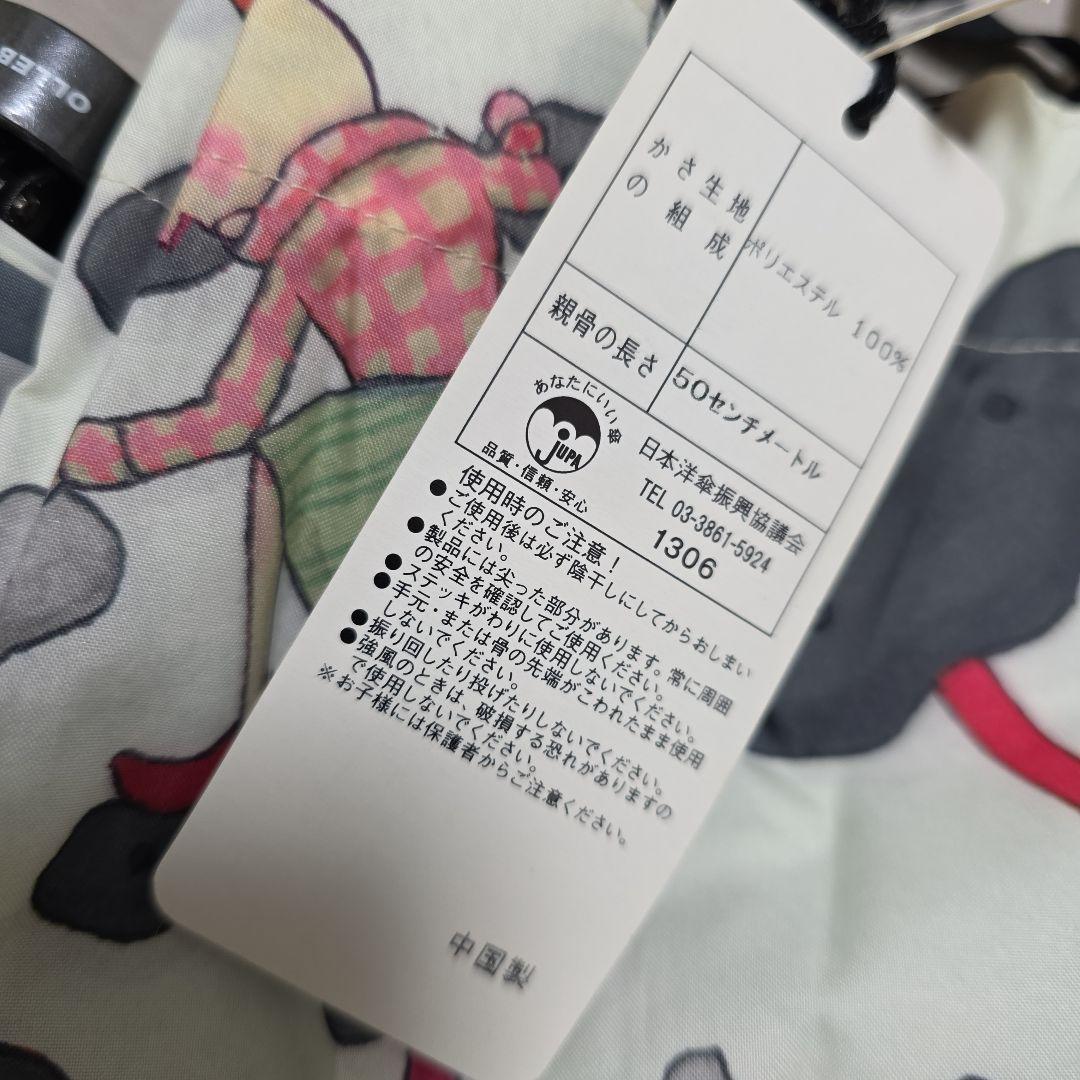 OLLEB
かさ生地
の組成
ポリエステル 100%
親骨の長さ
50センチメートル
あなたにいい傘
JUPA
品質・信頼・安心
日本洋傘振興協議会
TEL 03-3861-5924
1306
使用時のご注意!
●ご使用後は必ず陰干しにしてからおしまい
ください。
●製品には尖った部分があります。常に周囲
の安全を確認してご使用ください。
●ステッキがわりに使用しないでください。
●手元・または骨の先端がこわれたまま使用
しないでください。
●振り回したり投げたりしないでください。
●強風のときは、破損する恐れがありますの
で使用しないでください。
※お子様には保護者からご注意ください。
中国製